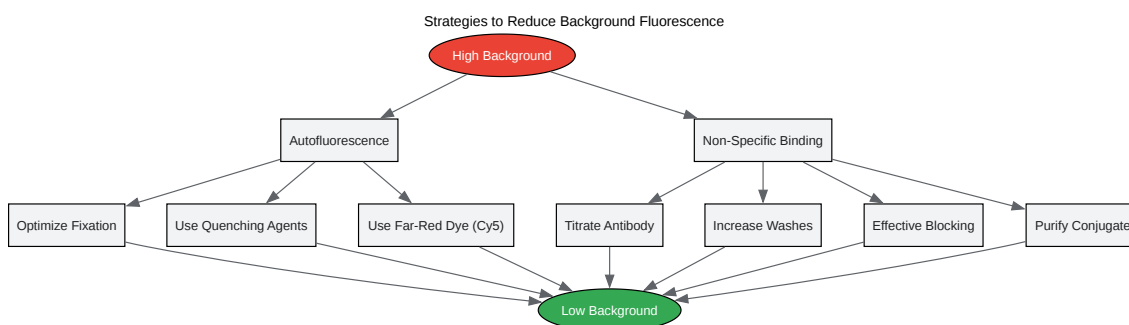 Strategies to Reduce Background Fluorescence
High Background
Autofluorescence
Non-Specific Binding
Optimize Fixation
Use Quenching Agents
Use Far-Red Dye (Cy5)
Titrate Antibody
Increase Washes
Effective Blocking
Purify Conjugate
Low Background